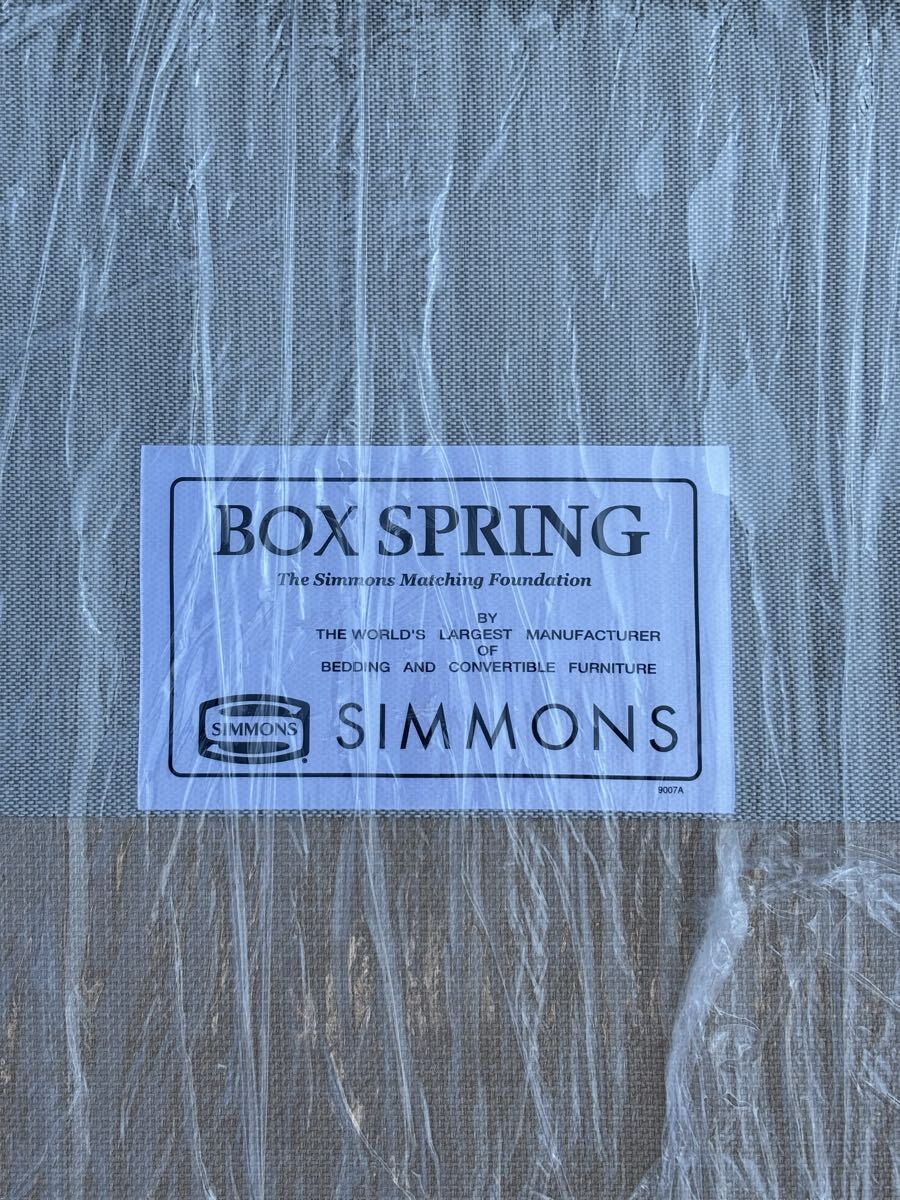 BOX SPRING
The Simmons Matching Foundation
BY
THE WORLD'S LARGEST MANUFACTURER
OF
BEDDING AND CONVERTIBLE FURNITURE
SIMMONS SIMMONS
9007A